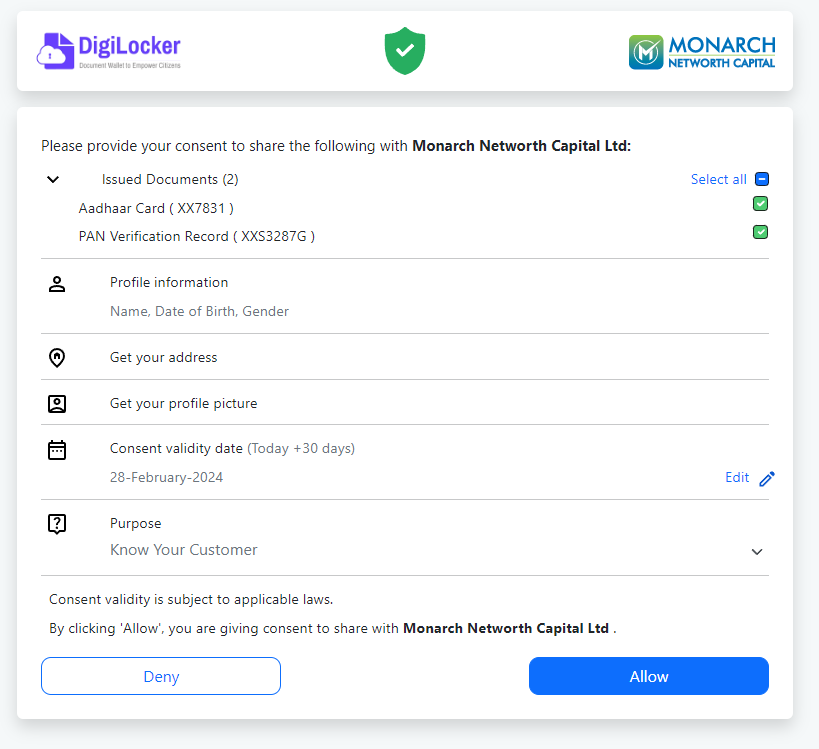 DigiLocker
Document Wallet to Empower Citizens
M
MONARCH
NETWORTH CAPITAL
Please provide your consent to share the following with Monarch Networth Capital Ltd:
Issued Documents (2)
Select all
Aadhaar Card ( XX7831 )
PAN Verification Record ( XXS3287G )
Profile information
Name, Date of Birth, Gender
Get your address
Get your profile picture
Consent validity date (Today +30 days)
28-February-2024
Edit
Purpose
Know Your Customer
Consent validity is subject to applicable laws.
By clicking 'Allow', you are giving consent to share with Monarch Networth Capital Ltd .
Deny
Allow